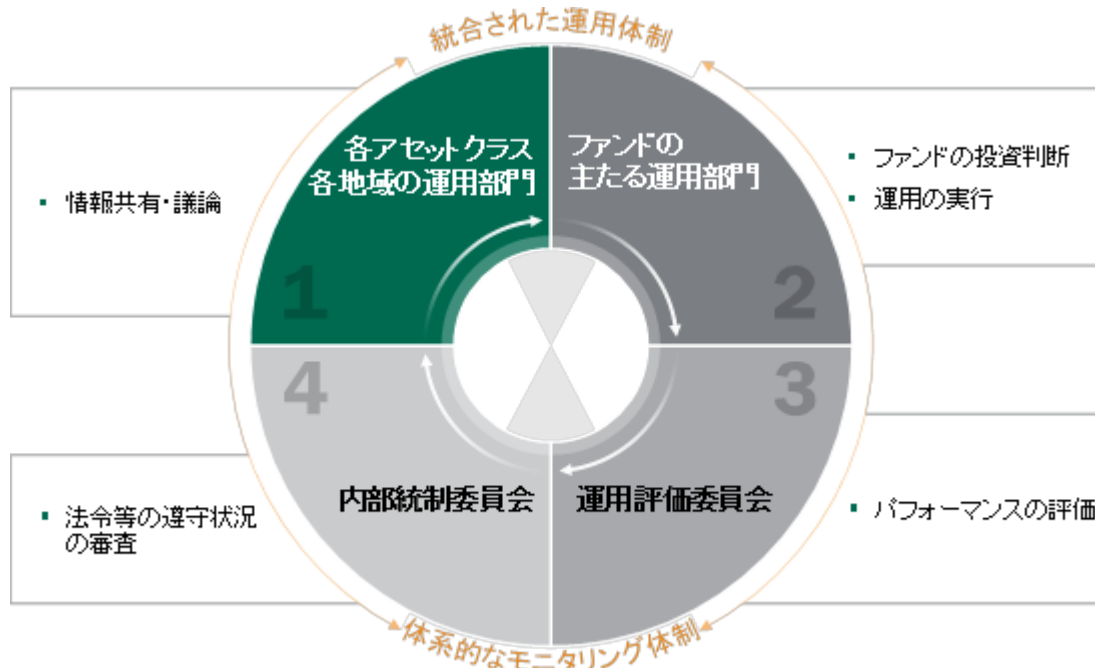 統合された運用体制
各アセットクラス
各地域の運用部門
ファンドの
主たる運用部門
・情報共有・議論
・ファンドの投資判断
・運用の実行
1
2
4
3
内部統制委員会
運用評価委員会
・法令等の遵守状況
の審査
・パフォーマンスの評価
体系的なモニタリング体制